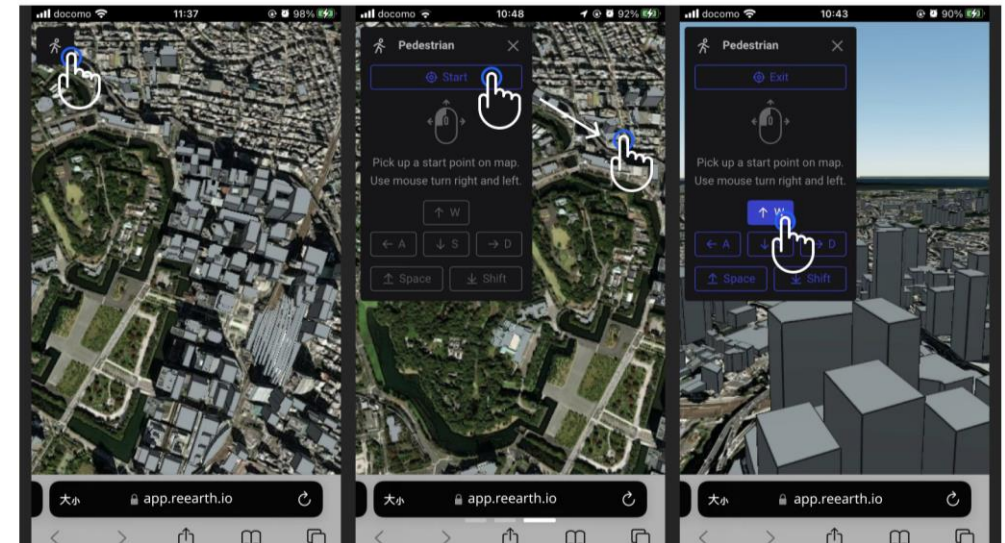 docomo 11:37 98%
大小 app.reearth.io
docomo 10:48 92%
Pedestrian
Start
Pick up a start point on map.
Use mouse turn right and left.
↑ W
← A ↓ S → D
Space Shift
大小 app.reearth.io
docomo 10:43 90%
Pedestrian
Exit
Pick up a start point on map.
Use mouse turn right and left.
↑ W
← A ↓ → D
Space Shift
大小 app.reearth.io